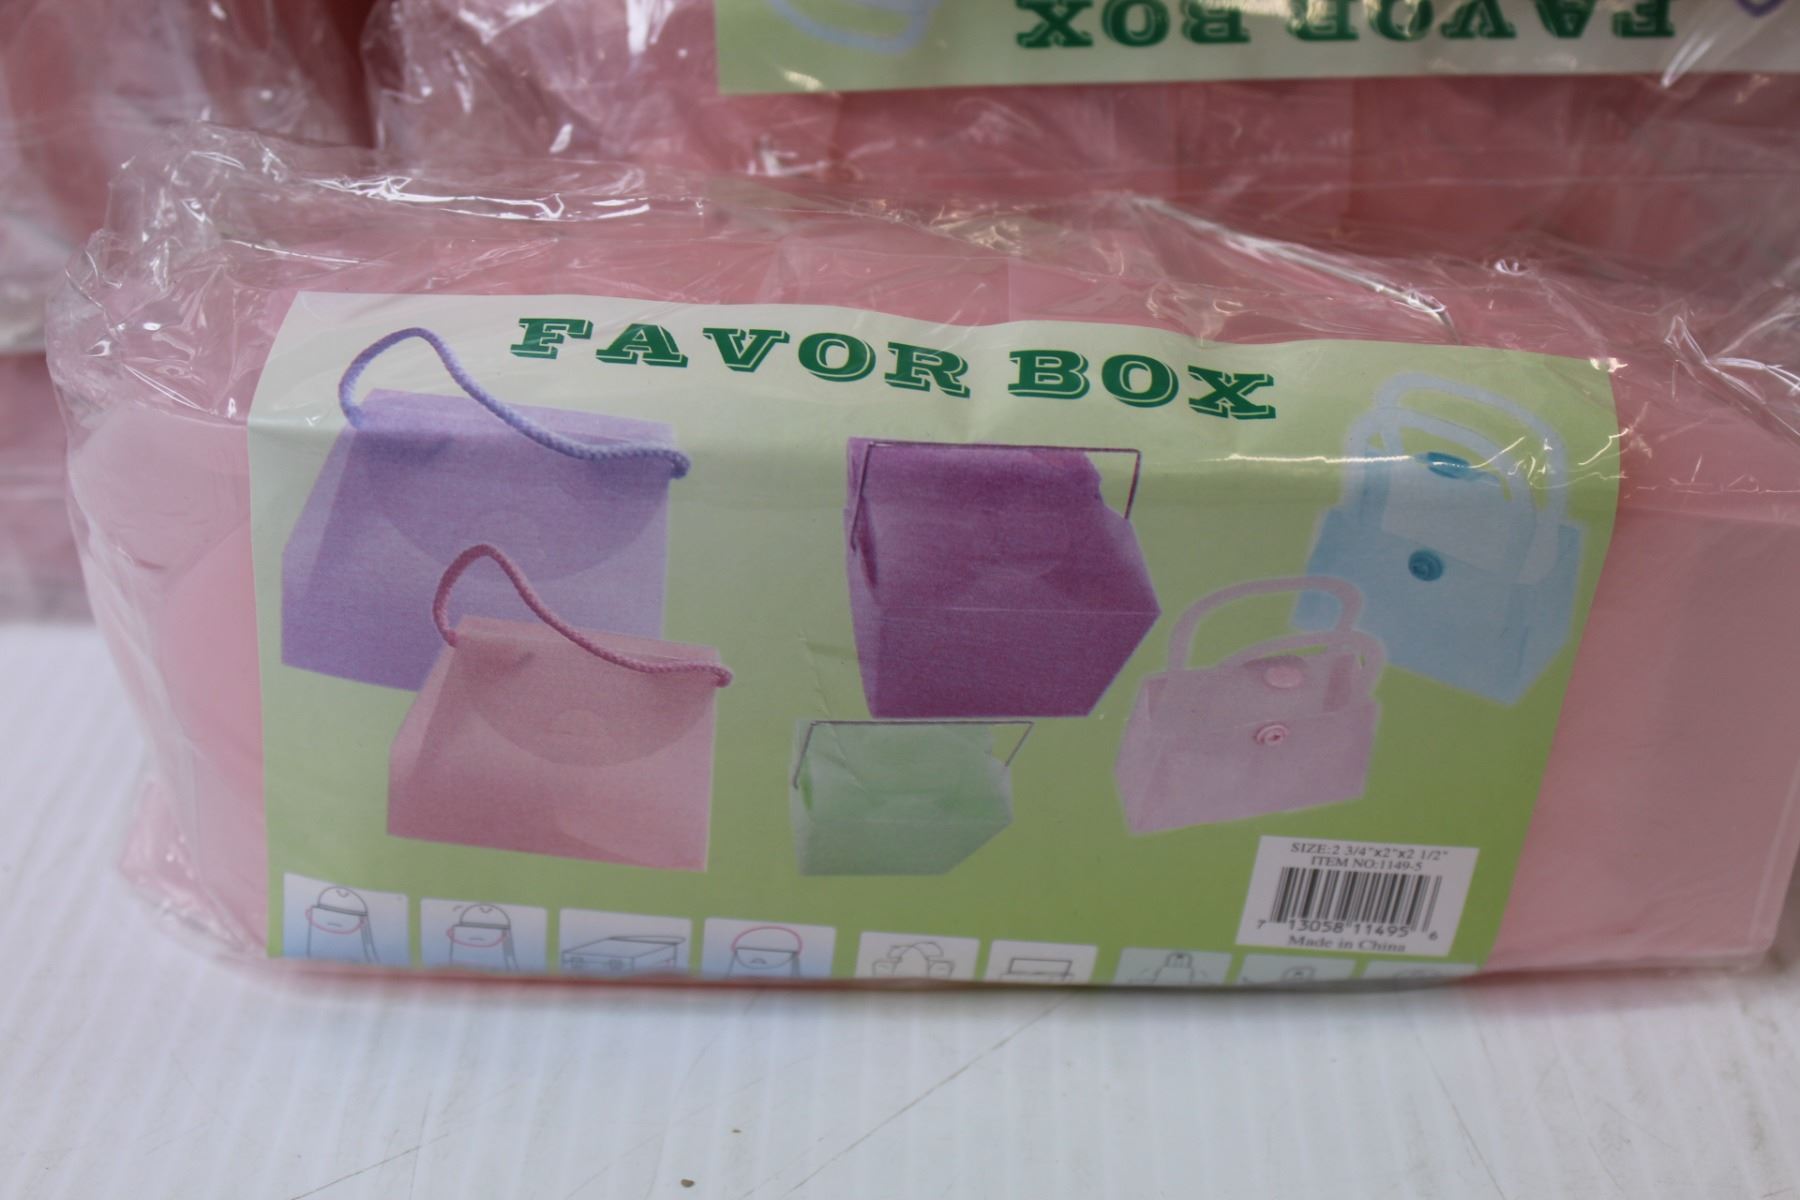 FAVOR BOX
FAVOR BOX
SIZE:2 3/4"x2"x2 1/2"
ITEM NO:1149-5
7 13058 11495 6
Made in China